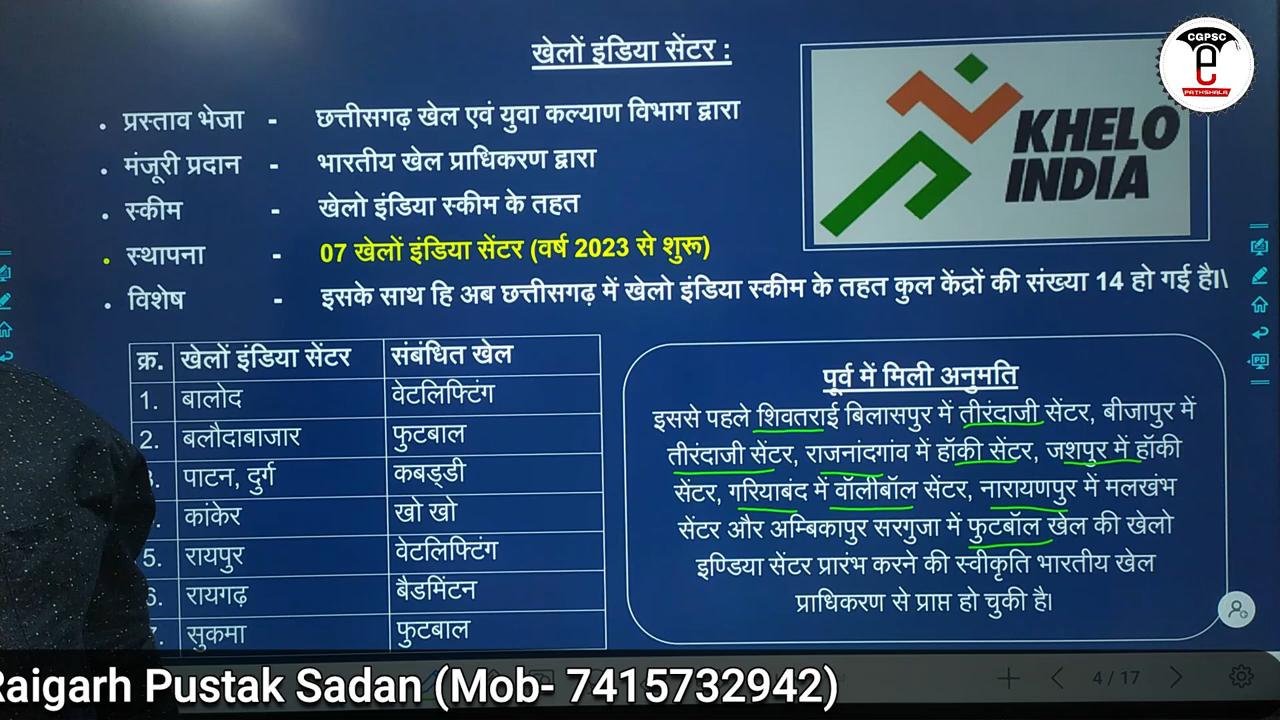 खेलों इंडिया सेंटर :
CGPSC
e
PATHSHALA
KHELO
INDIA
• प्रस्ताव भेजा - छत्तीसगढ़ खेल एवं युवा कल्याण विभाग द्वारा
• मंजूरी प्रदान - भारतीय खेल प्राधिकरण द्वारा
• स्कीम - खेलो इंडिया स्कीम के तहत
• स्थापना - 07 खेलों इंडिया सेंटर (वर्ष 2023 से शुरू)
• विशेष - इसके साथ हि अब छत्तीसगढ़ में खेलो इंडिया स्कीम के तहत कुल केंद्रों की संख्या 14 हो गई है।\
क्र. खेलों इंडिया सेंटर संबंधित खेल
1. बालोद वेटलिफ्टिंग
2. बलौदाबाजार फुटबाल
3. पाटन, दुर्ग कबड्डी
. कांकेर खो खो
5. रायपुर वेटलिफ्टिंग
6. रायगढ़ बैडमिंटन
7. सुकमा फुटबाल
पूर्व में मिली अनुमति
इससे पहले शिवतराई बिलासपुर में तीरंदाजी सेंटर, बीजापुर में
तीरंदाजी सेंटर, राजनांदगांव में हॉकी सेंटर, जशपुर में हॉकी
सेंटर, गरियाबंद में वॉलीबॉल सेंटर, नारायणपुर में मलखंभ
सेंटर और अम्बिकापुर सरगुजा में फुटबॉल खेल की खेलो
इण्डिया सेंटर प्रारंभ करने की स्वीकृति भारतीय खेल
प्राधिकरण से प्राप्त हो चुकी है।
Raigarh Pustak Sadan (Mob- 7415732942)
4 / 17